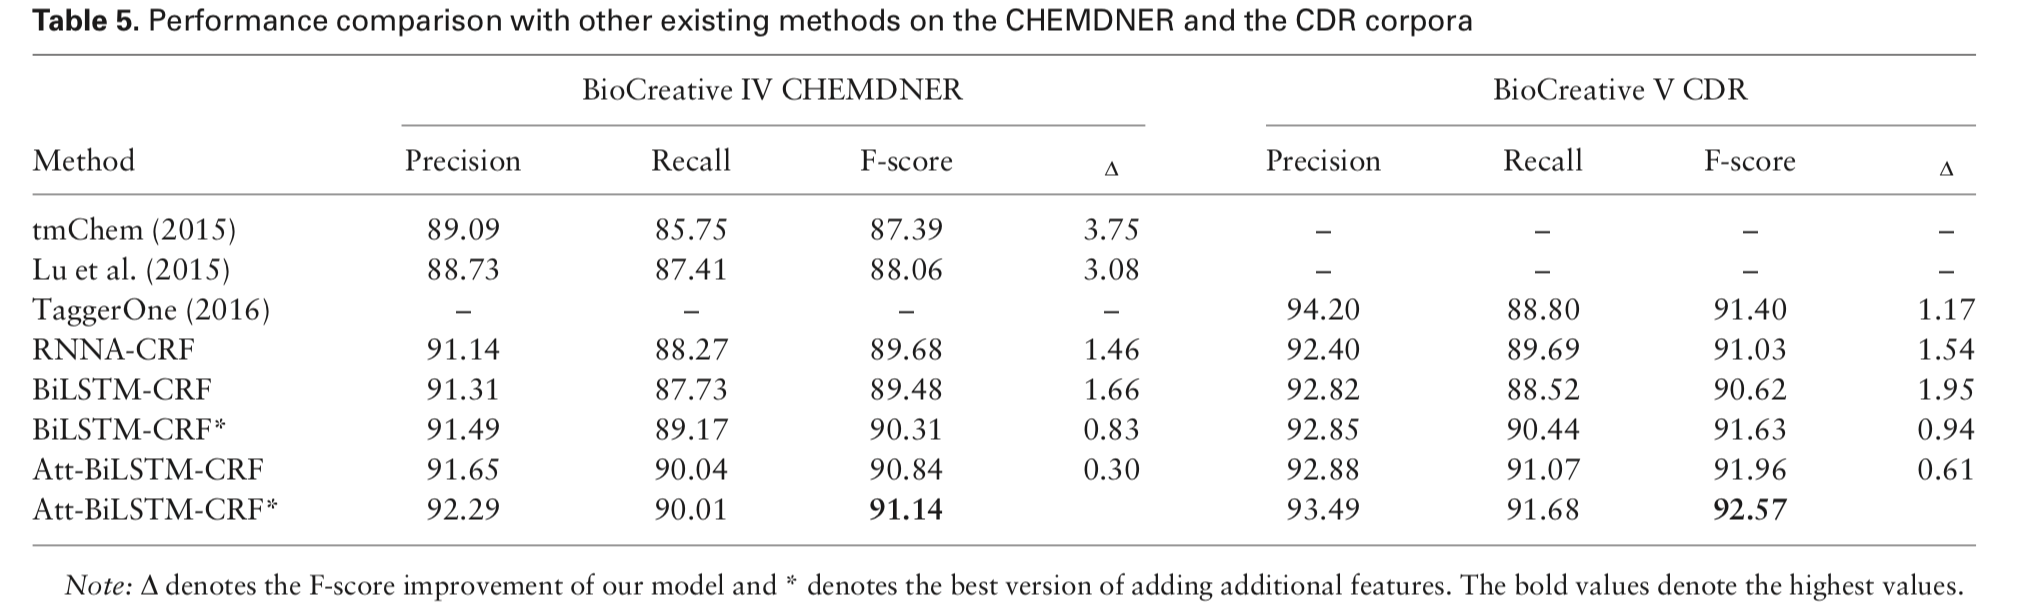 Table 5. Performance comparison with other existing methods on the CHEMDNER and the CDR corpora
BioCreative IV CHEMDNER BioCreative V CDR
Method Precision Recall F-score Δ Precision Recall F-score Δ
tmChem (2015) 89.09 85.75 87.39 3.75 – – – –
Lu et al. (2015) 88.73 87.41 88.06 3.08 – – – –
TaggerOne (2016) – – – – 94.20 88.80 91.40 1.17
RNNA-CRF 91.14 88.27 89.68 1.46 92.40 89.69 91.03 1.54
BiLSTM-CRF 91.31 87.73 89.48 1.66 92.82 88.52 90.62 1.95
BiLSTM-CRF* 91.49 89.17 90.31 0.83 92.85 90.44 91.63 0.94
Att-BiLSTM-CRF 91.65 90.04 90.84 0.30 92.88 91.07 91.96 0.61
Att-BiLSTM-CRF* 92.29 90.01 91.14 93.49 91.68 92.57
Note: Δ denotes the F-score improvement of our model and * denotes the best version of adding additional features. The bold values denote the highest values.